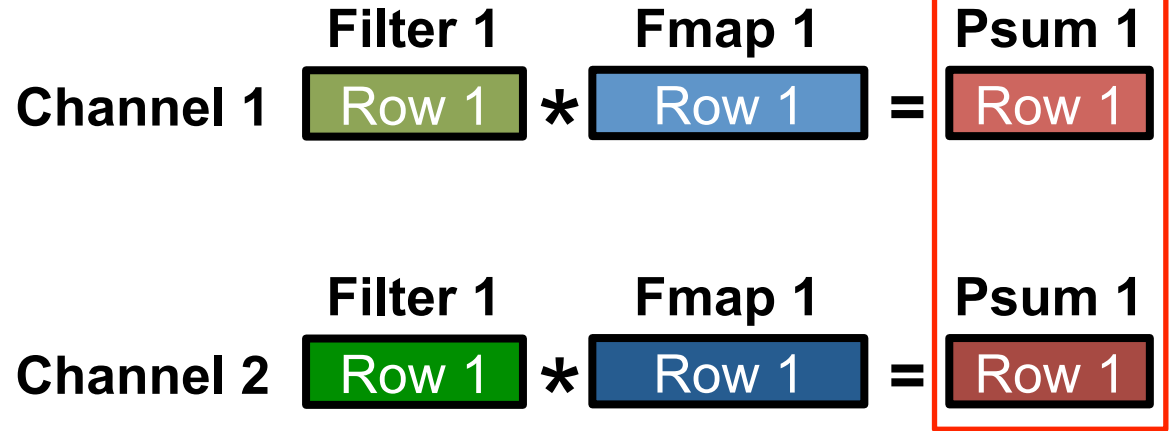 Filter 1 Fmap 1 Psum 1
Channel 1 Row 1 * Row 1 = Row 1
Filter 1 Fmap 1 Psum 1
Channel 2 Row 1 * Row 1 = Row 1